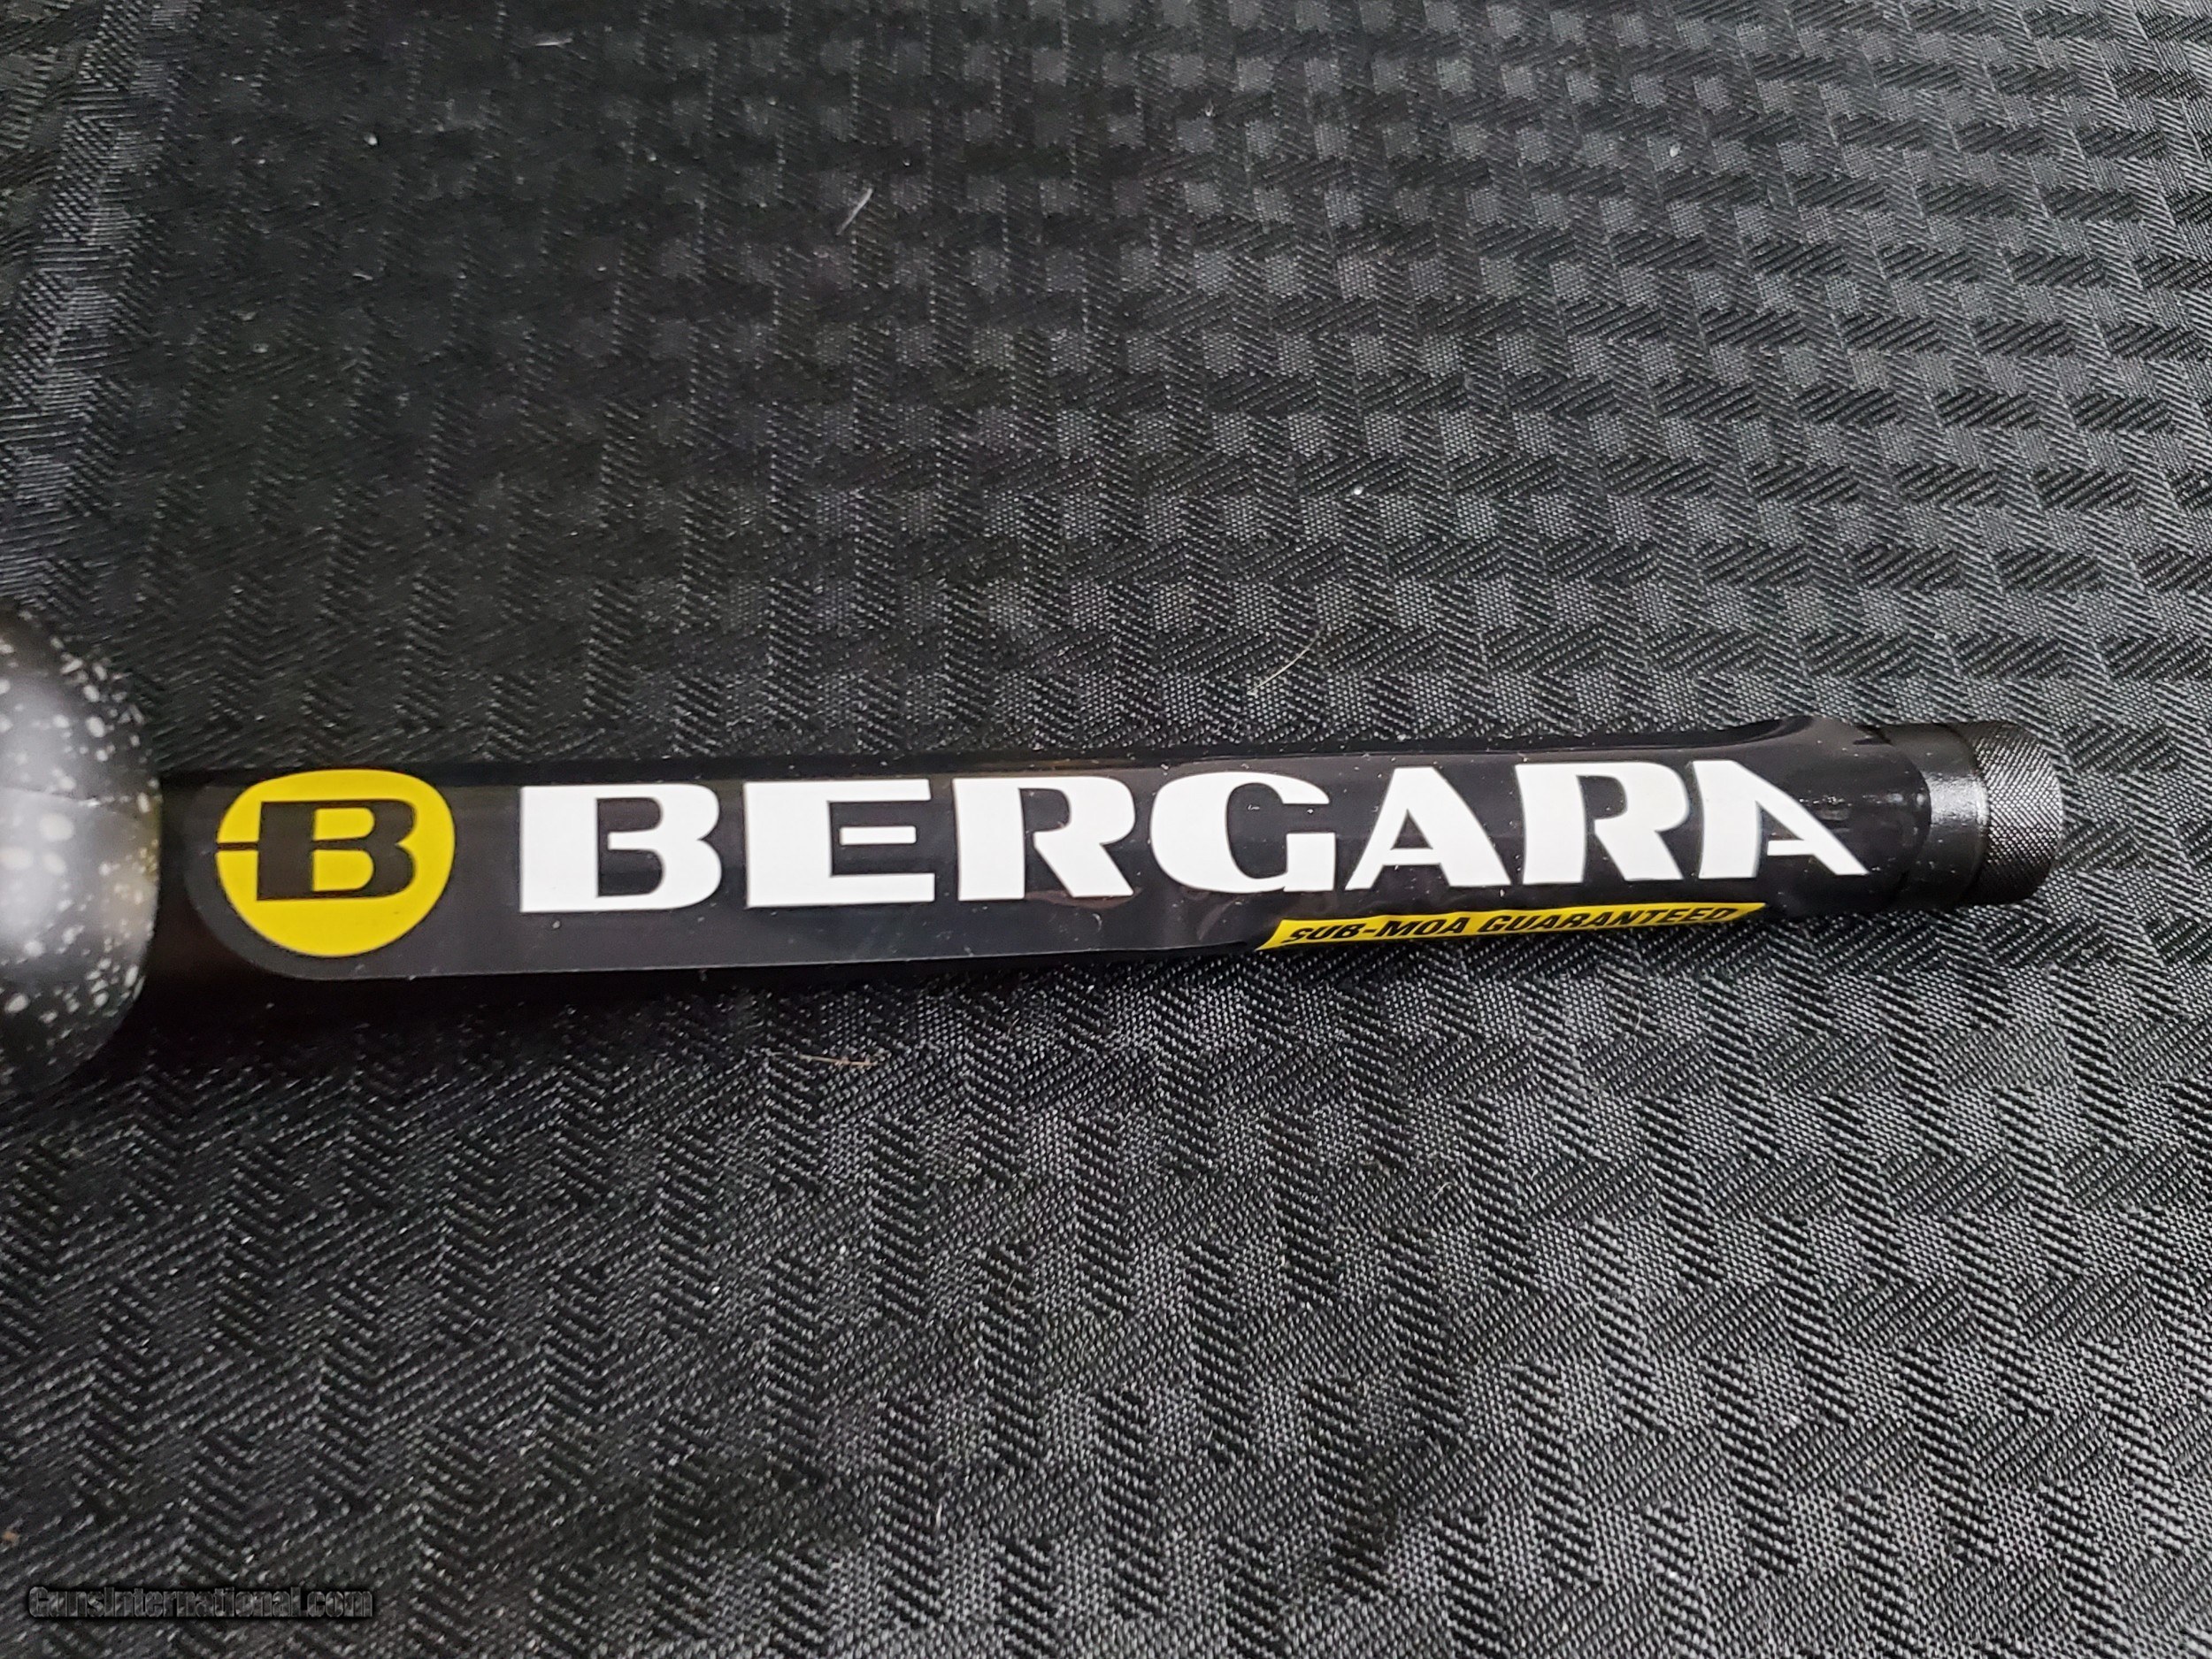 B BERGARA
SUB-MOA GUARANTEED
GunsInternational.com